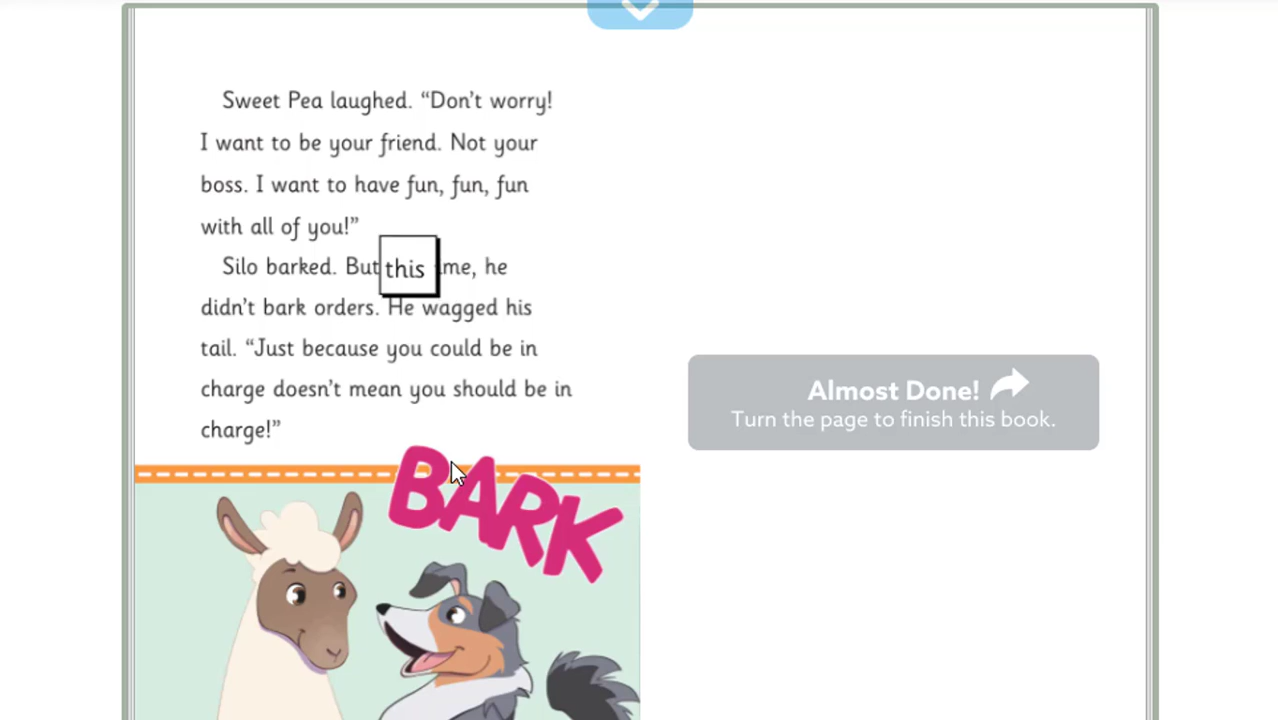 Sweet Pea laughed. “Don’t worry!
I want to be your friend. Not your
boss. I want to have fun, fun, fun
with all of you!”
Silo barked. But this me, he
didn’t bark orders. He wagged his
tail. “Just because you could be in
charge doesn’t mean you should be in
charge!”
BARK
Almost Done!
Turn the page to finish this book.